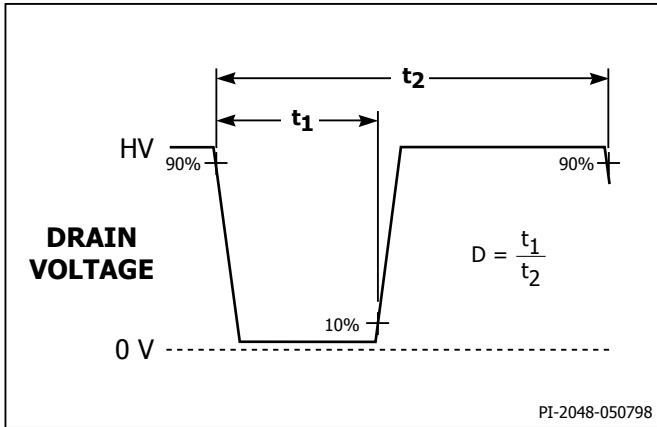 t2
t1
HV
90%
90%
DRAIN
VOLTAGE
D = t1
t2
10%
0 V
PI-2048-050798